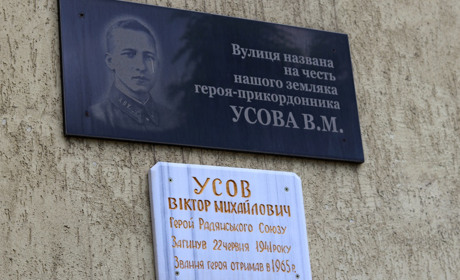 Вулиця названа
на честь
нашого земляка
героя-прикордонника
УСОВА В.М.
УСОВ
ВІКТОР МИХАЙЛОВИЧ
Герой Радянського Союзу
Загинув 22 червня 1941 року
Звання героя отримав в 1965 р.